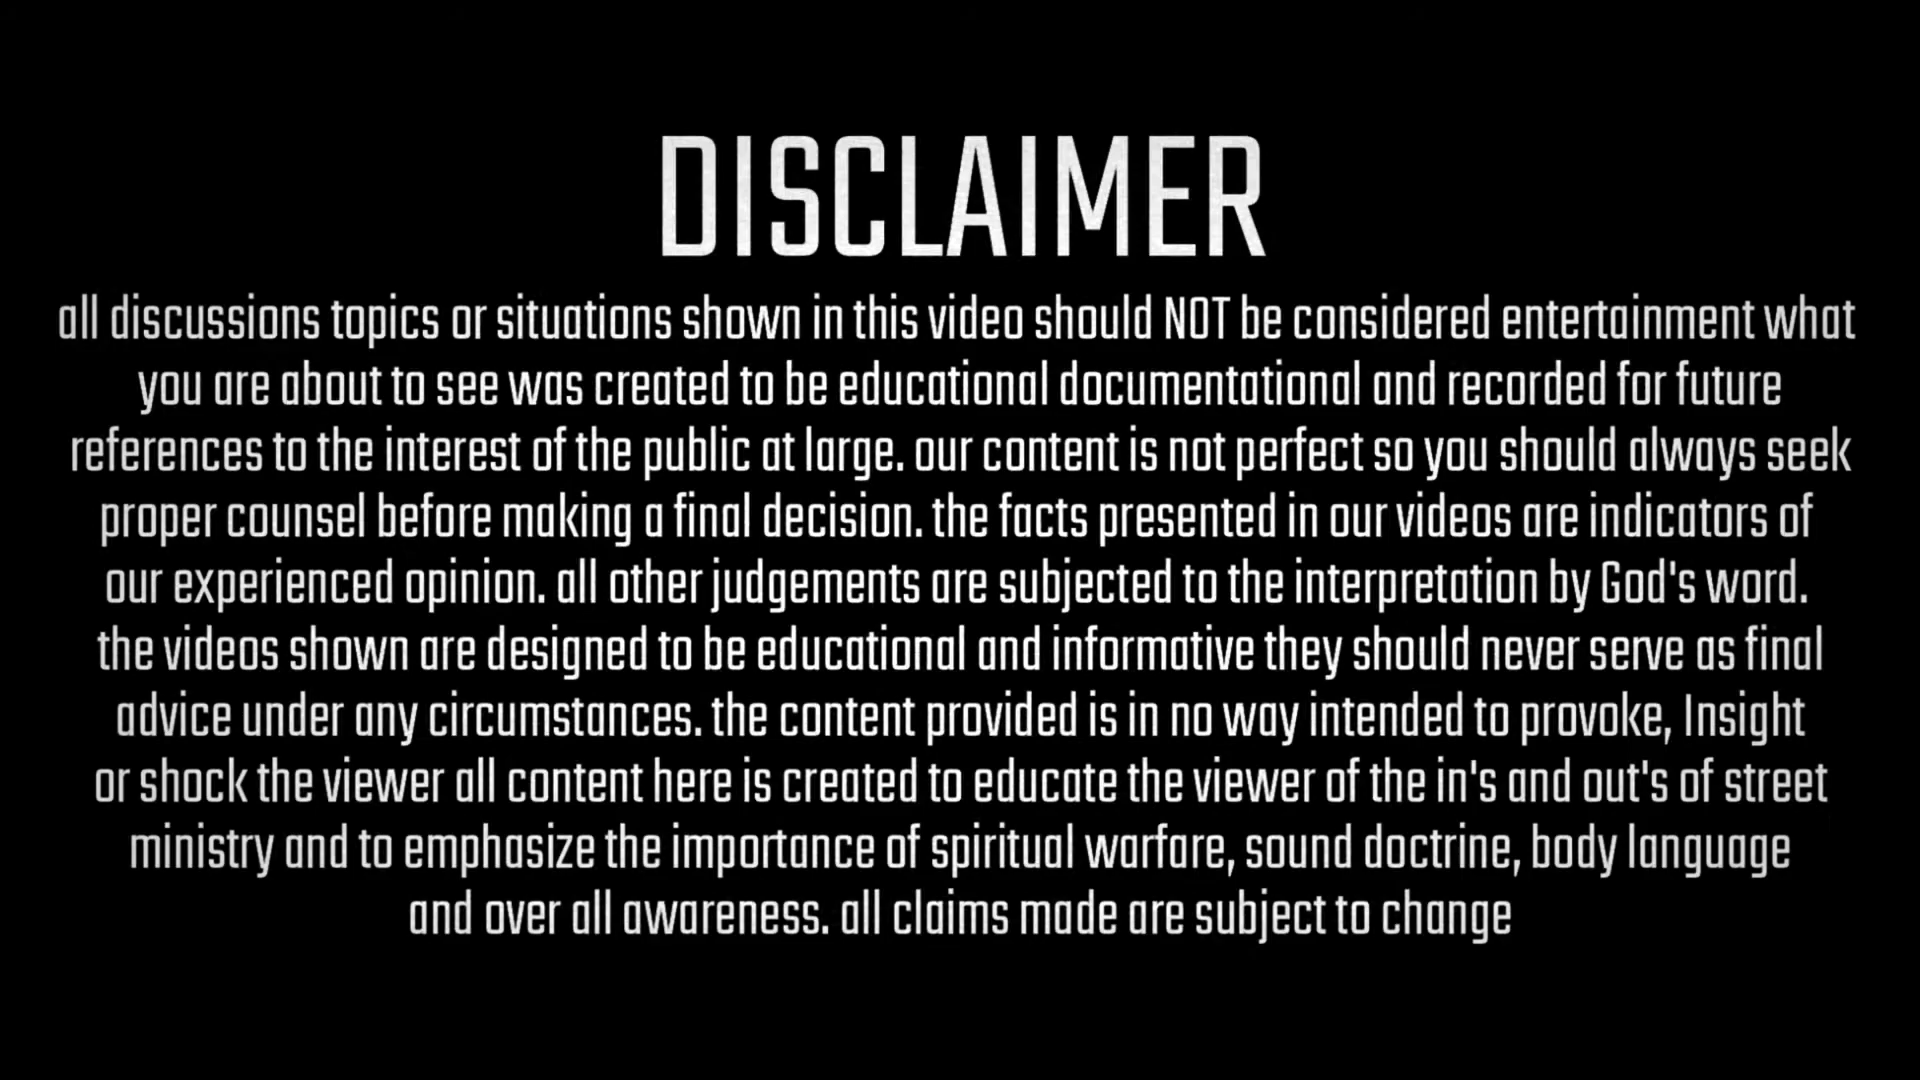 DISCLAIMER
all discussions topics or situations shown in this video should NOT be considered entertainment what
you are about to see was created to be educational documentational and recorded for future
references to the interest of the public at large. our content is not perfect so you should always seek
proper counsel before making a final decision. the facts presented in our videos are indicators of
our experienced opinion. all other judgements are subjected to the interpretation by God's word.
the videos shown are designed to be educational and informative they should never serve as final
advice under any circumstances. the content provided is in no way intended to provoke, Insight
or shock the viewer all content here is created to educate the viewer of the in's and out's of street
ministry and to emphasize the importance of spiritual warfare, sound doctrine, body language
and over all awareness. all claims made are subject to change